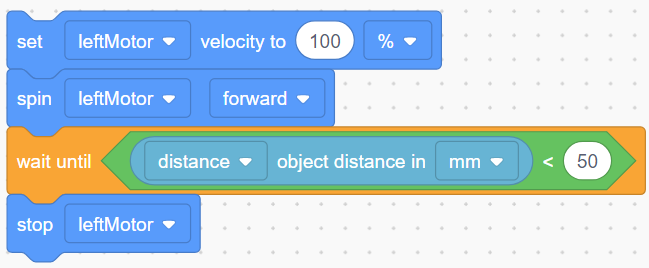 set leftMotor velocity to 100 %
spin leftMotor forward
wait until distance object distance in mm < 50
stop leftMotor